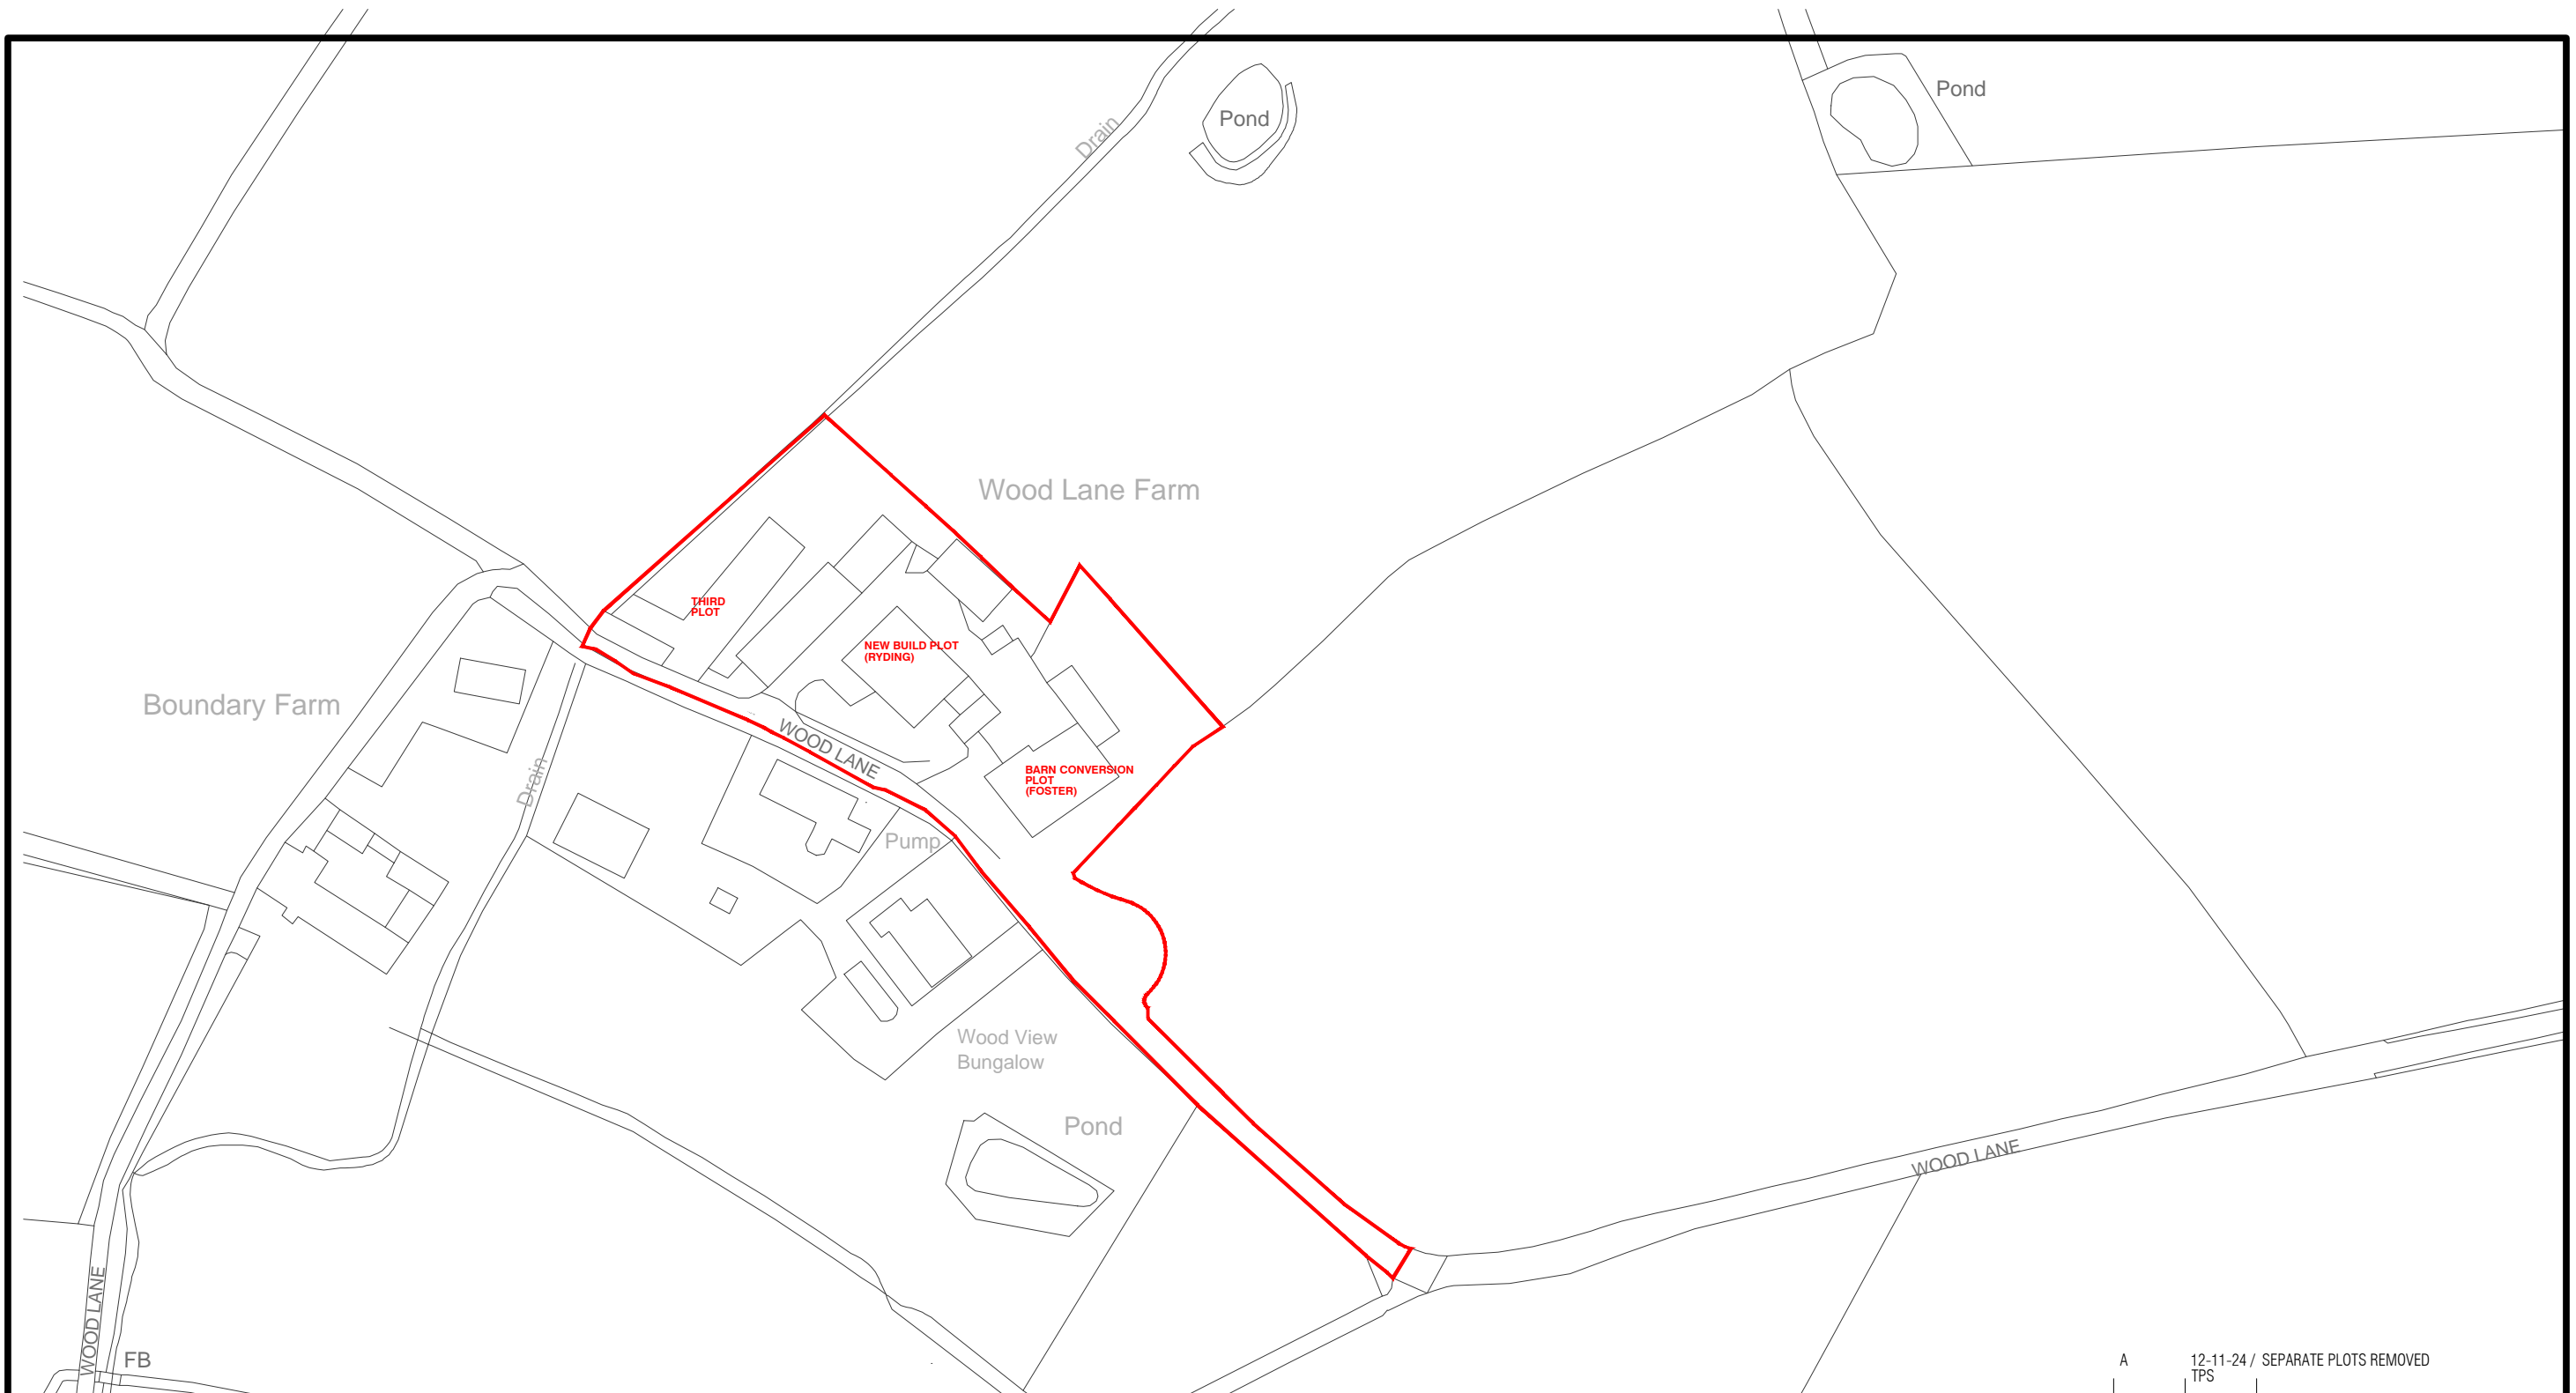 Pond
Pond
Drain
Wood Lane Farm
THIRD
PLOT
NEW BUILD PLOT
(RYDING)
Boundary Farm
WOOD LANE
Drain
BARN CONVERSION
PLOT
(FOSTER)
Pump
Wood View
Bungalow
Pond
WOOD LANE
WOOD LANE
FB
A 12-11-24 / SEPARATE PLOTS REMOVED
TPS